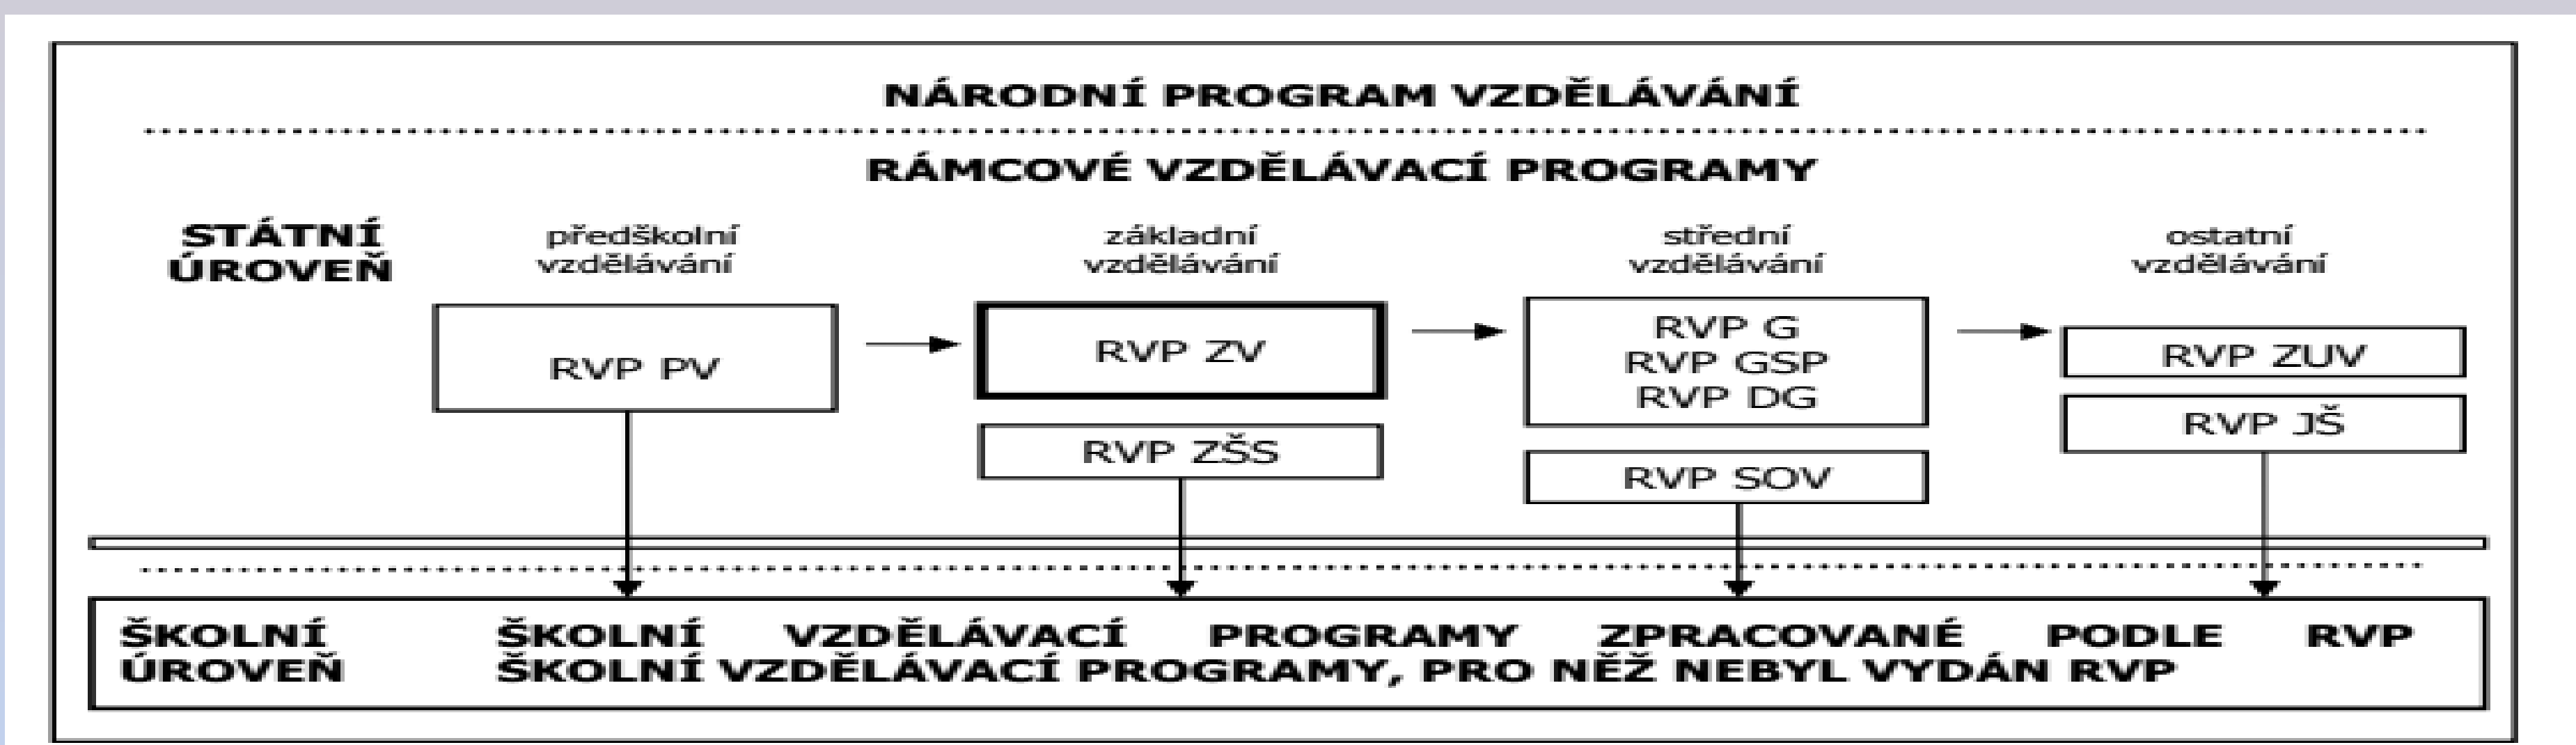 NÁRODNÍ PROGRAM VZDĚLÁVÁNÍ
RÁMCOVÉ VZDĚLÁVACÍ PROGRAMY
STÁTNÍ
ÚROVEŇ
předškolní
vzdělávání
základní
vzdělávání
střední
vzdělávání
ostatní
vzdělávání
RVP PV
RVP ZV
RVP ZŠS
RVP G
RVP GSP
RVP DG
RVP SOV
RVP ZUV
RVP JŠ
ŠKOLNÍ
ÚROVEŇ
ŠKOLNÍ VZDĚLÁVACÍ PROGRAMY ZPRACOVANÉ PODLE RVP
ŠKOLNÍ VZDĚLÁVACÍ PROGRAMY, PRO NĚŽ NEBYL VYDÁN RVP